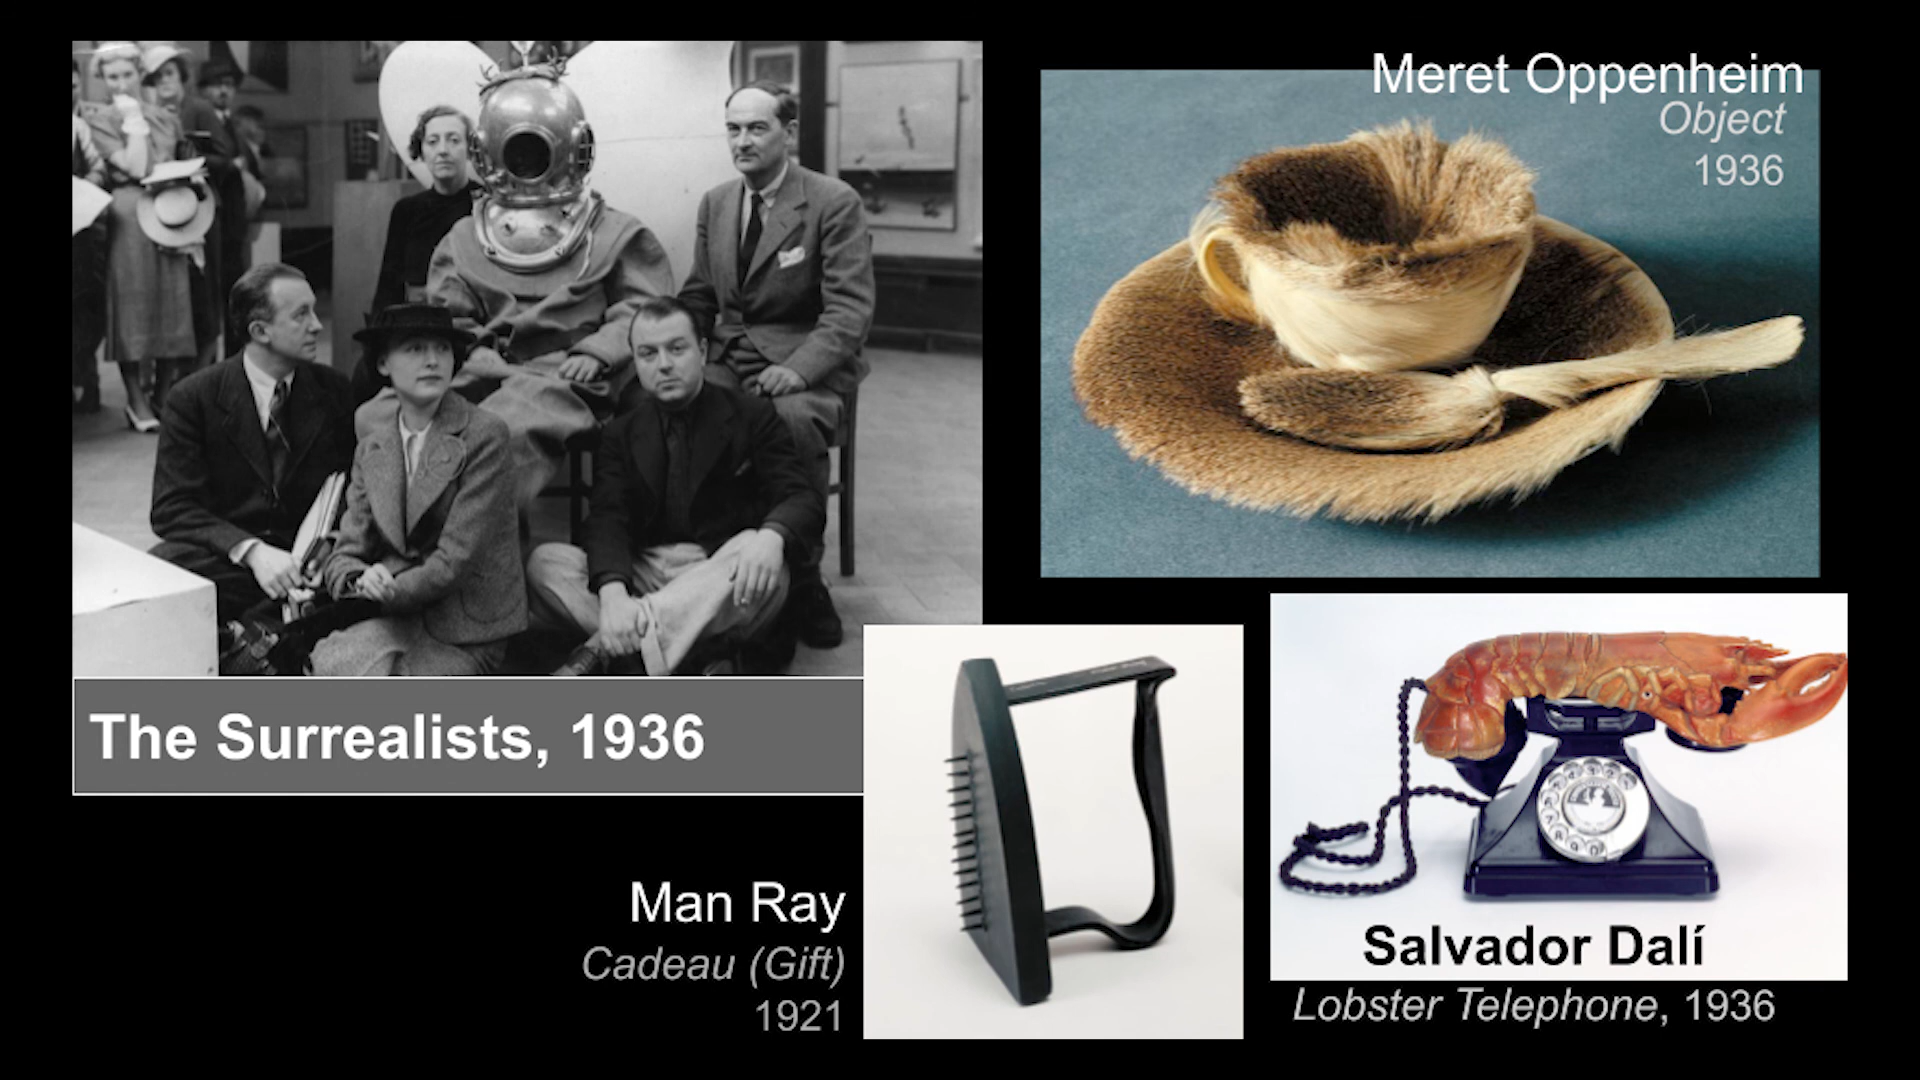 Meret Oppenheim
Object
1936
The Surrealists, 1936
Man Ray
Cadeau (Gift)
1921
Salvador Dalí
Lobster Telephone, 1936